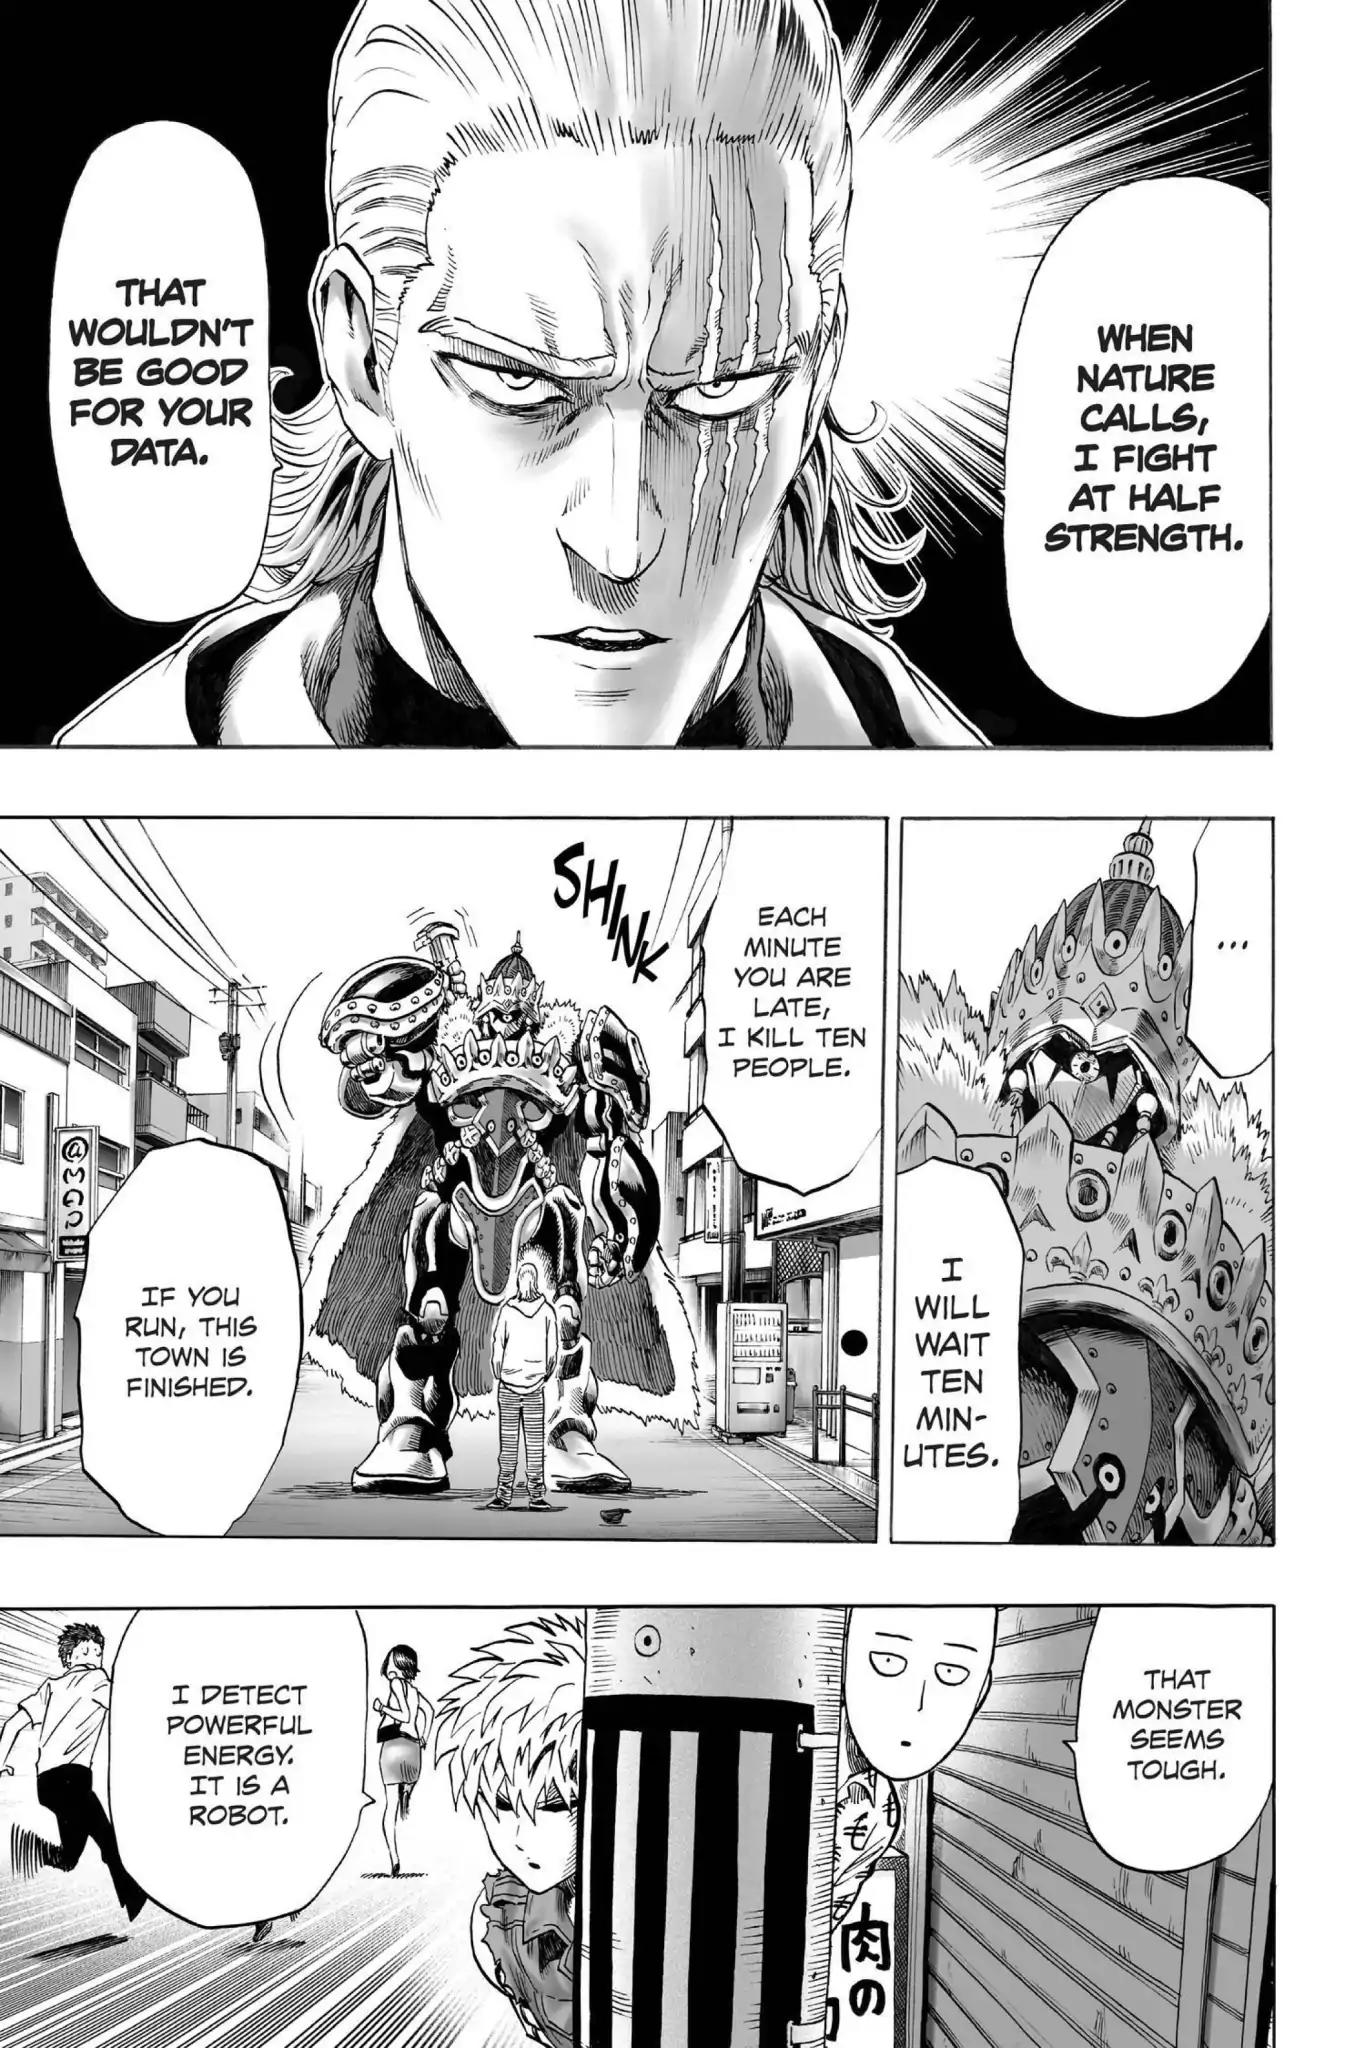 WHEN
NATURE
CALLS,
I FIGHT
AT HALF
STRENGTH.
THAT
WOULDN'T
BE GOOD
FOR YOUR
DATA.
...
I
WILL
WAIT
TEN
MIN-
UTES.
EACH
MINUTE
YOU ARE
LATE,
I KILL TEN
PEOPLE.
SHINK
IF YOU
RUN, THIS
TOWN IS
FINISHED.
THAT
MONSTER
SEEMS
TOUGH.
肉の
I DETECT
POWERFUL
ENERGY.
IT IS A
ROBOT.